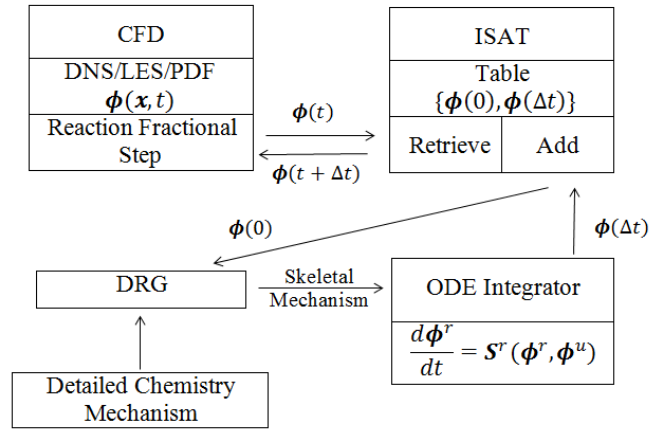 CFD
DNS/LES/PDF
ϕ(x, t)
Reaction Fractional
Step
ϕ(t)
ϕ(t + Δt)
ISAT
Table
{ϕ(0), ϕ(Δt)}
Retrieve
Add
ϕ(0)
ϕ(Δt)
DRG
Skeletal
Mechanism
ODE Integrator
dϕ^r/dt = S^r(ϕ^r, ϕ^u)
Detailed Chemistry
Mechanism